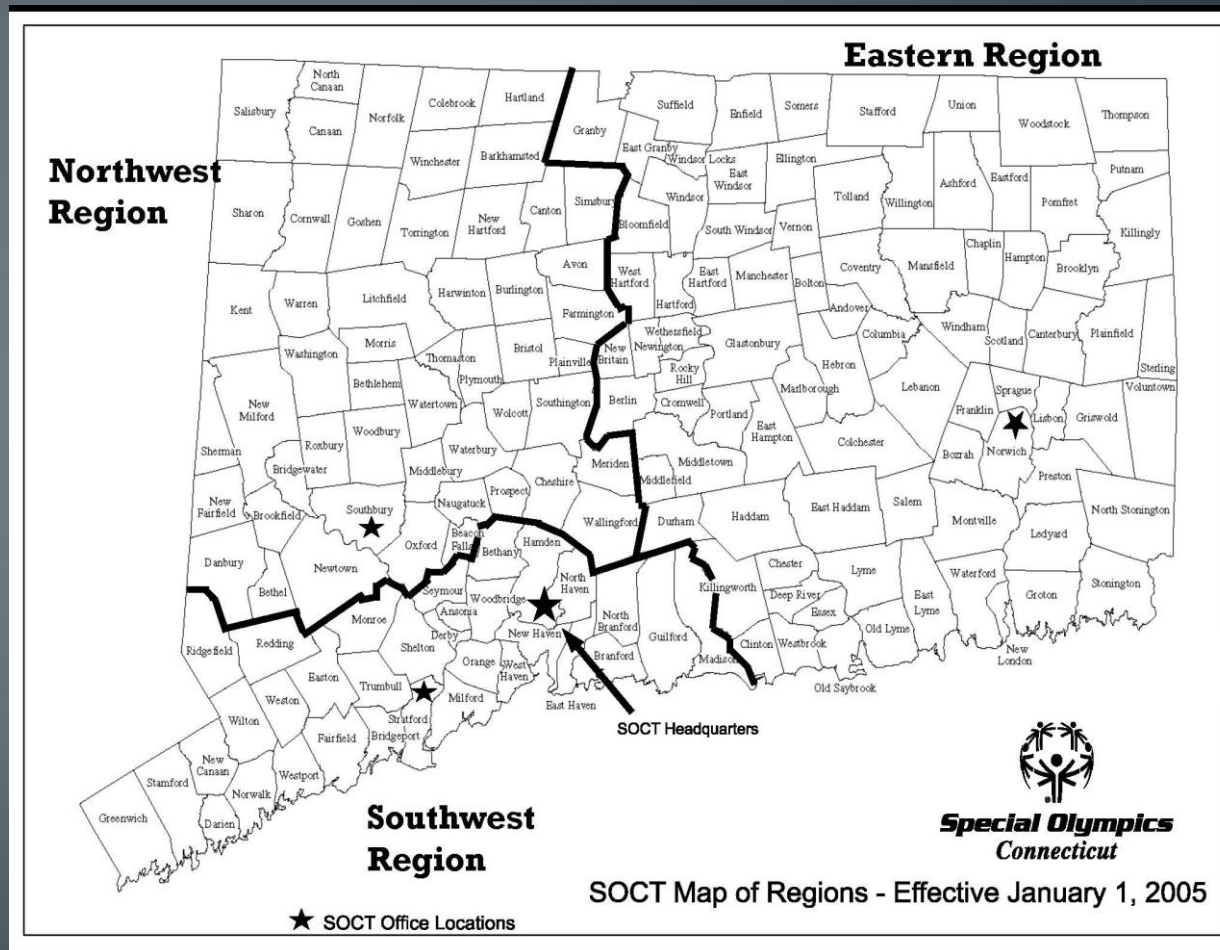 Eastern Region
Northwest
Region
Southwest
Region
North
Canaan
Salisbury
Canaan
Norfolk
Colebrook
Hartland
Granby
Suffield
Enfield
Somers
Stafford
Union
Woodstock
Thompson
Winchester
Barkhamsted
East Granby
Windsor Locks
East
Windsor
Ellington
Putnam
Sharon
Cornwall
Goshen
Torrington
New
Hartford
Canton
Simsbury
Bloomfield
Windsor
South Windsor
Vernon
Tolland
Willington
Ashford
Eastford
Pomfret
Killingly
Avon
West
Hartford
Hartford
East
Hartford
Manchester
Bolton
Coventry
Mansfield
Chaplin
Hampton
Brooklyn
Kent
Warren
Litchfield
Harwinton
Burlington
Farmington
Wethersfield
Newington
Glastonbury
Andover
Columbia
Windham
Scotland
Canterbury
Plainfield
Sterling
Washington
Morris
Thomaston
Plymouth
Bristol
Plainville
New
Britain
Rocky
Hill
Cromwell
Hebron
Marlborough
Lebanon
Sprague
Voluntown
Bethlehem
Watertown
Wolcott
Southington
Berlin
Portland
East
Hampton
Colchester
Franklin
Lisbon
Griswold
New
Milford
Roxbury
Woodbury
Sherman
Bridgewater
Waterbury
Middlebury
Meriden
Middletown
Middlefield
Bozrah
Norwich
Preston
Cheshire
Prospect
Naugatuck
New
Fairfield
Brookfield
Southbury
Wallingford
Durham
Haddam
East Haddam
Salem
Montville
North Stonington
Ledyard
Danbury
Bethel
Newtown
Oxford
Beacon
Falls
Bethany
Hamden
North
Haven
Killingworth
Chester
Deep River
Essex
Lyme
East
Lyme
Waterford
Groton
Stonington
Seymour
Ansonia
Woodbridge
Monroe
Derby
New Haven
North
Branford
Guilford
Clinton
Westbrook
Old Lyme
New
London
Ridgefield
Redding
Shelton
Orange
West
Haven
Branford
Madison
Old Saybrook
Easton
Trumbull
Milford
East Haven
Weston
Stratford
Wilton
Fairfield
Bridgeport
New
Canaan
Westport
Stamford
Norwalk
Greenwich
Darien
SOCT Headquarters
Special Olympics
Connecticut
SOCT Map of Regions - Effective January 1, 2005
SOCT Office Locations